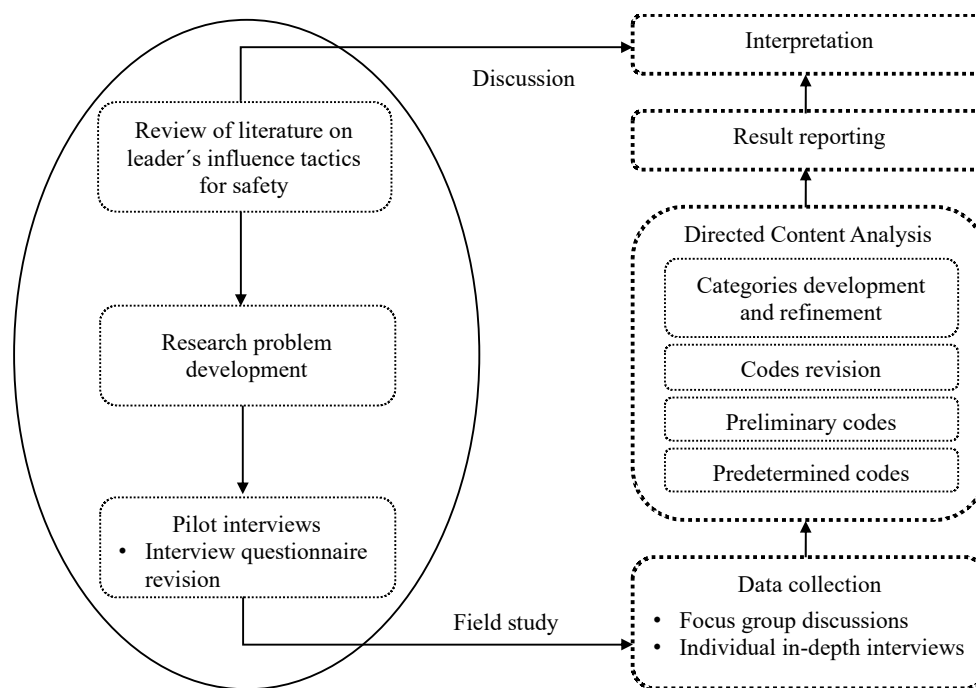 Review of literature on
leader´s influence tactics
for safety
Research problem
development
Pilot interviews
• Interview questionnaire
revision
Discussion
Field study
Interpretation
Result reporting
Directed Content Analysis
Categories development
and refinement
Codes revision
Preliminary codes
Predetermined codes
Data collection
• Focus group discussions
• Individual in-depth interviews